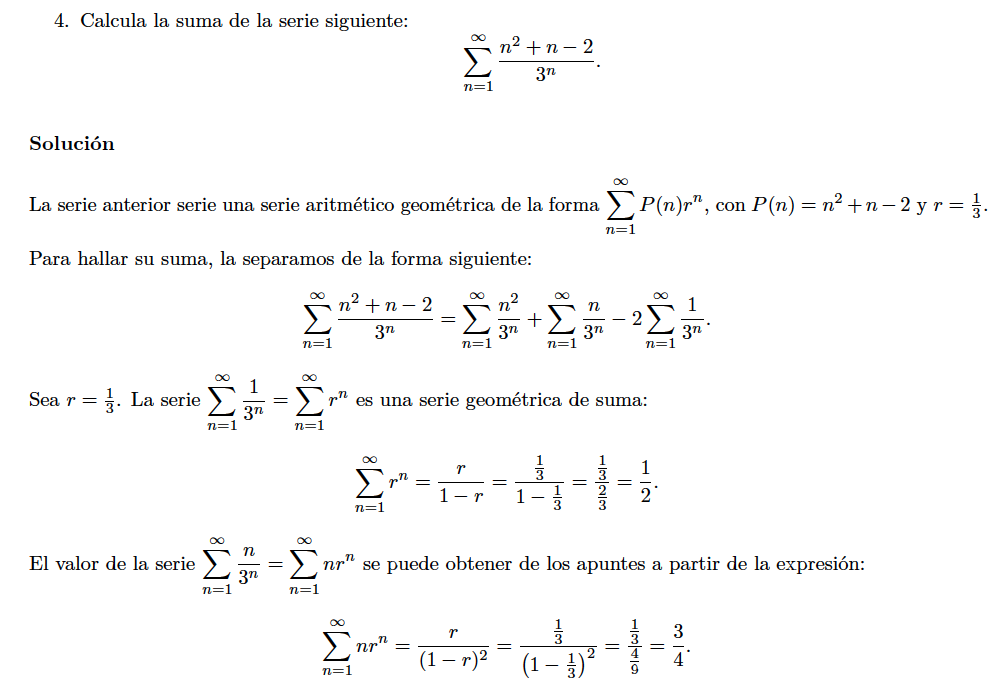 4. Calcula la suma de la serie siguiente:
$$\sum_{n=1}^{\infty} \frac{n^2+n-2}{3^n}.$$
Solución
La serie anterior serie una serie aritmético geométrica de la forma $\sum_{n=1}^{\infty} P(n)r^n$, con $P(n) = n^2+n-2$ y $r = \frac{1}{3}$.
Para hallar su suma, la separamos de la forma siguiente:
$$\sum_{n=1}^{\infty} \frac{n^2+n-2}{3^n} = \sum_{n=1}^{\infty} \frac{n^2}{3^n} + \sum_{n=1}^{\infty} \frac{n}{3^n} - 2\sum_{n=1}^{\infty} \frac{1}{3^n}.$$
Sea $r = \frac{1}{3}$. La serie $\sum_{n=1}^{\infty} \frac{1}{3^n} = \sum_{n=1}^{\infty} r^n$ es una serie geométrica de suma:
$$\sum_{n=1}^{\infty} r^n = \frac{r}{1-r} = \frac{\frac{1}{3}}{1-\frac{1}{3}} = \frac{\frac{1}{3}}{\frac{2}{3}} = \frac{1}{2}.$$
El valor de la serie $\sum_{n=1}^{\infty} \frac{n}{3^n} = \sum_{n=1}^{\infty} nr^n$ se puede obtener de los apuntes a partir de la expresión:
$$\sum_{n=1}^{\infty} nr^n = \frac{r}{(1-r)^2} = \frac{\frac{1}{3}}{\left(1-\frac{1}{3}\right)^2} = \frac{\frac{1}{3}}{\frac{4}{9}} = \frac{3}{4}.$$